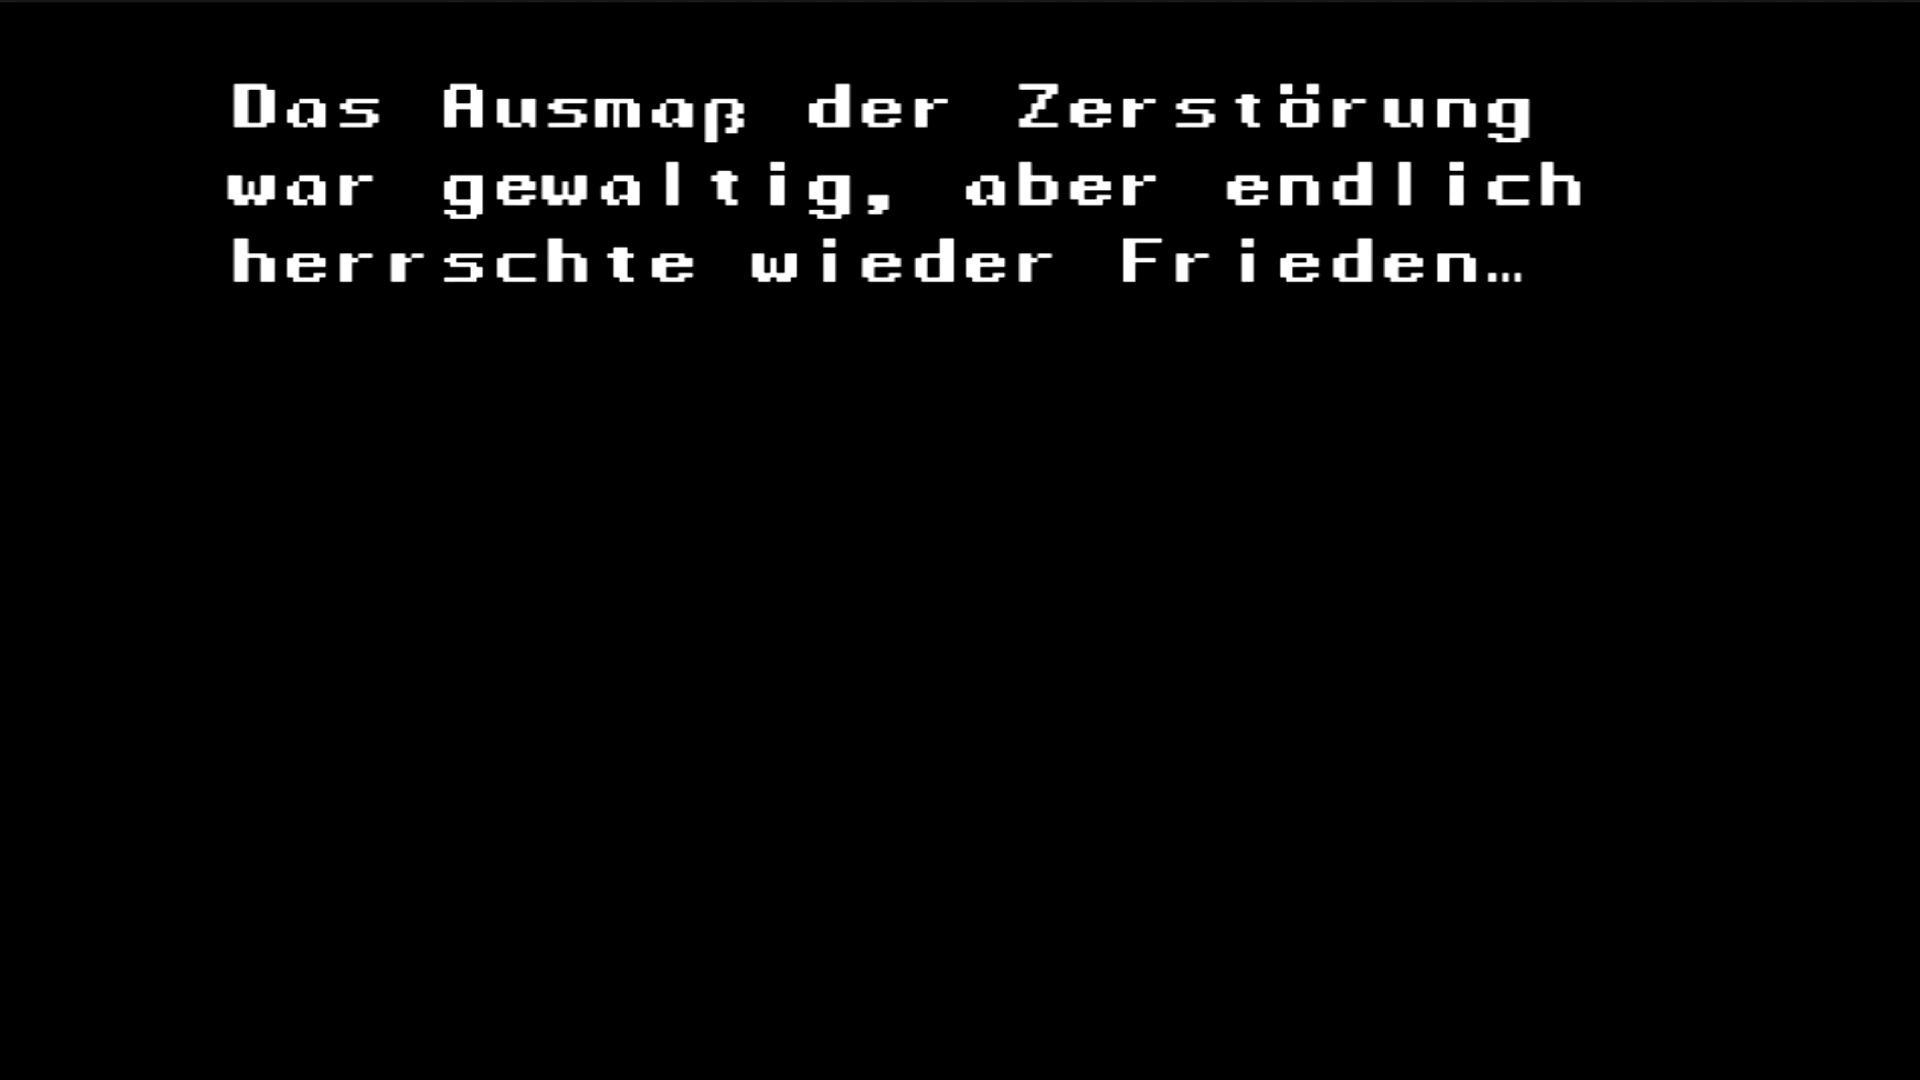 Das Ausmaß der Zerstörung
war gewaltig, aber endlich
herrschte wieder Frieden…